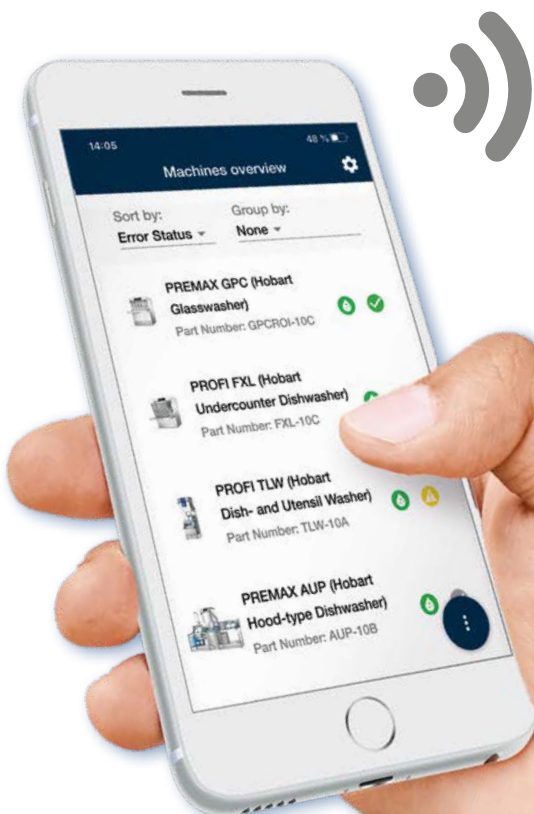 14:05
48 %
Machines overview
Sort by:
Group by:
Error Status
None
PREMAX GPC (Hobart
Glasswasher)
Part Number: GPCROI-10C
PROFI FXL (Hobart
Undercounter Dishwasher)
Part Number: FXL-10C
PROFI TLW (Hobart
Dish- and Utensil Washer)
Part Number: TLW-10A
PREMAX AUP (Hobart
Hood-type Dishwasher)
Part Number: AUP-10B